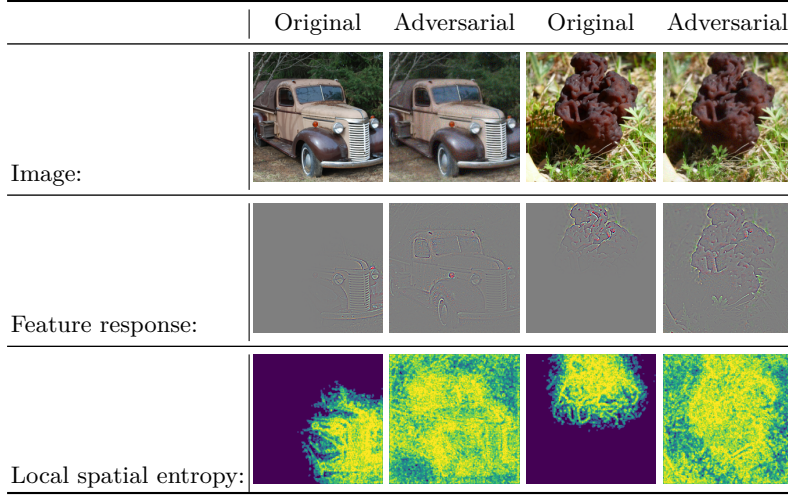 Original Adversarial Original Adversarial
Image:
Feature response:
Local spatial entropy: